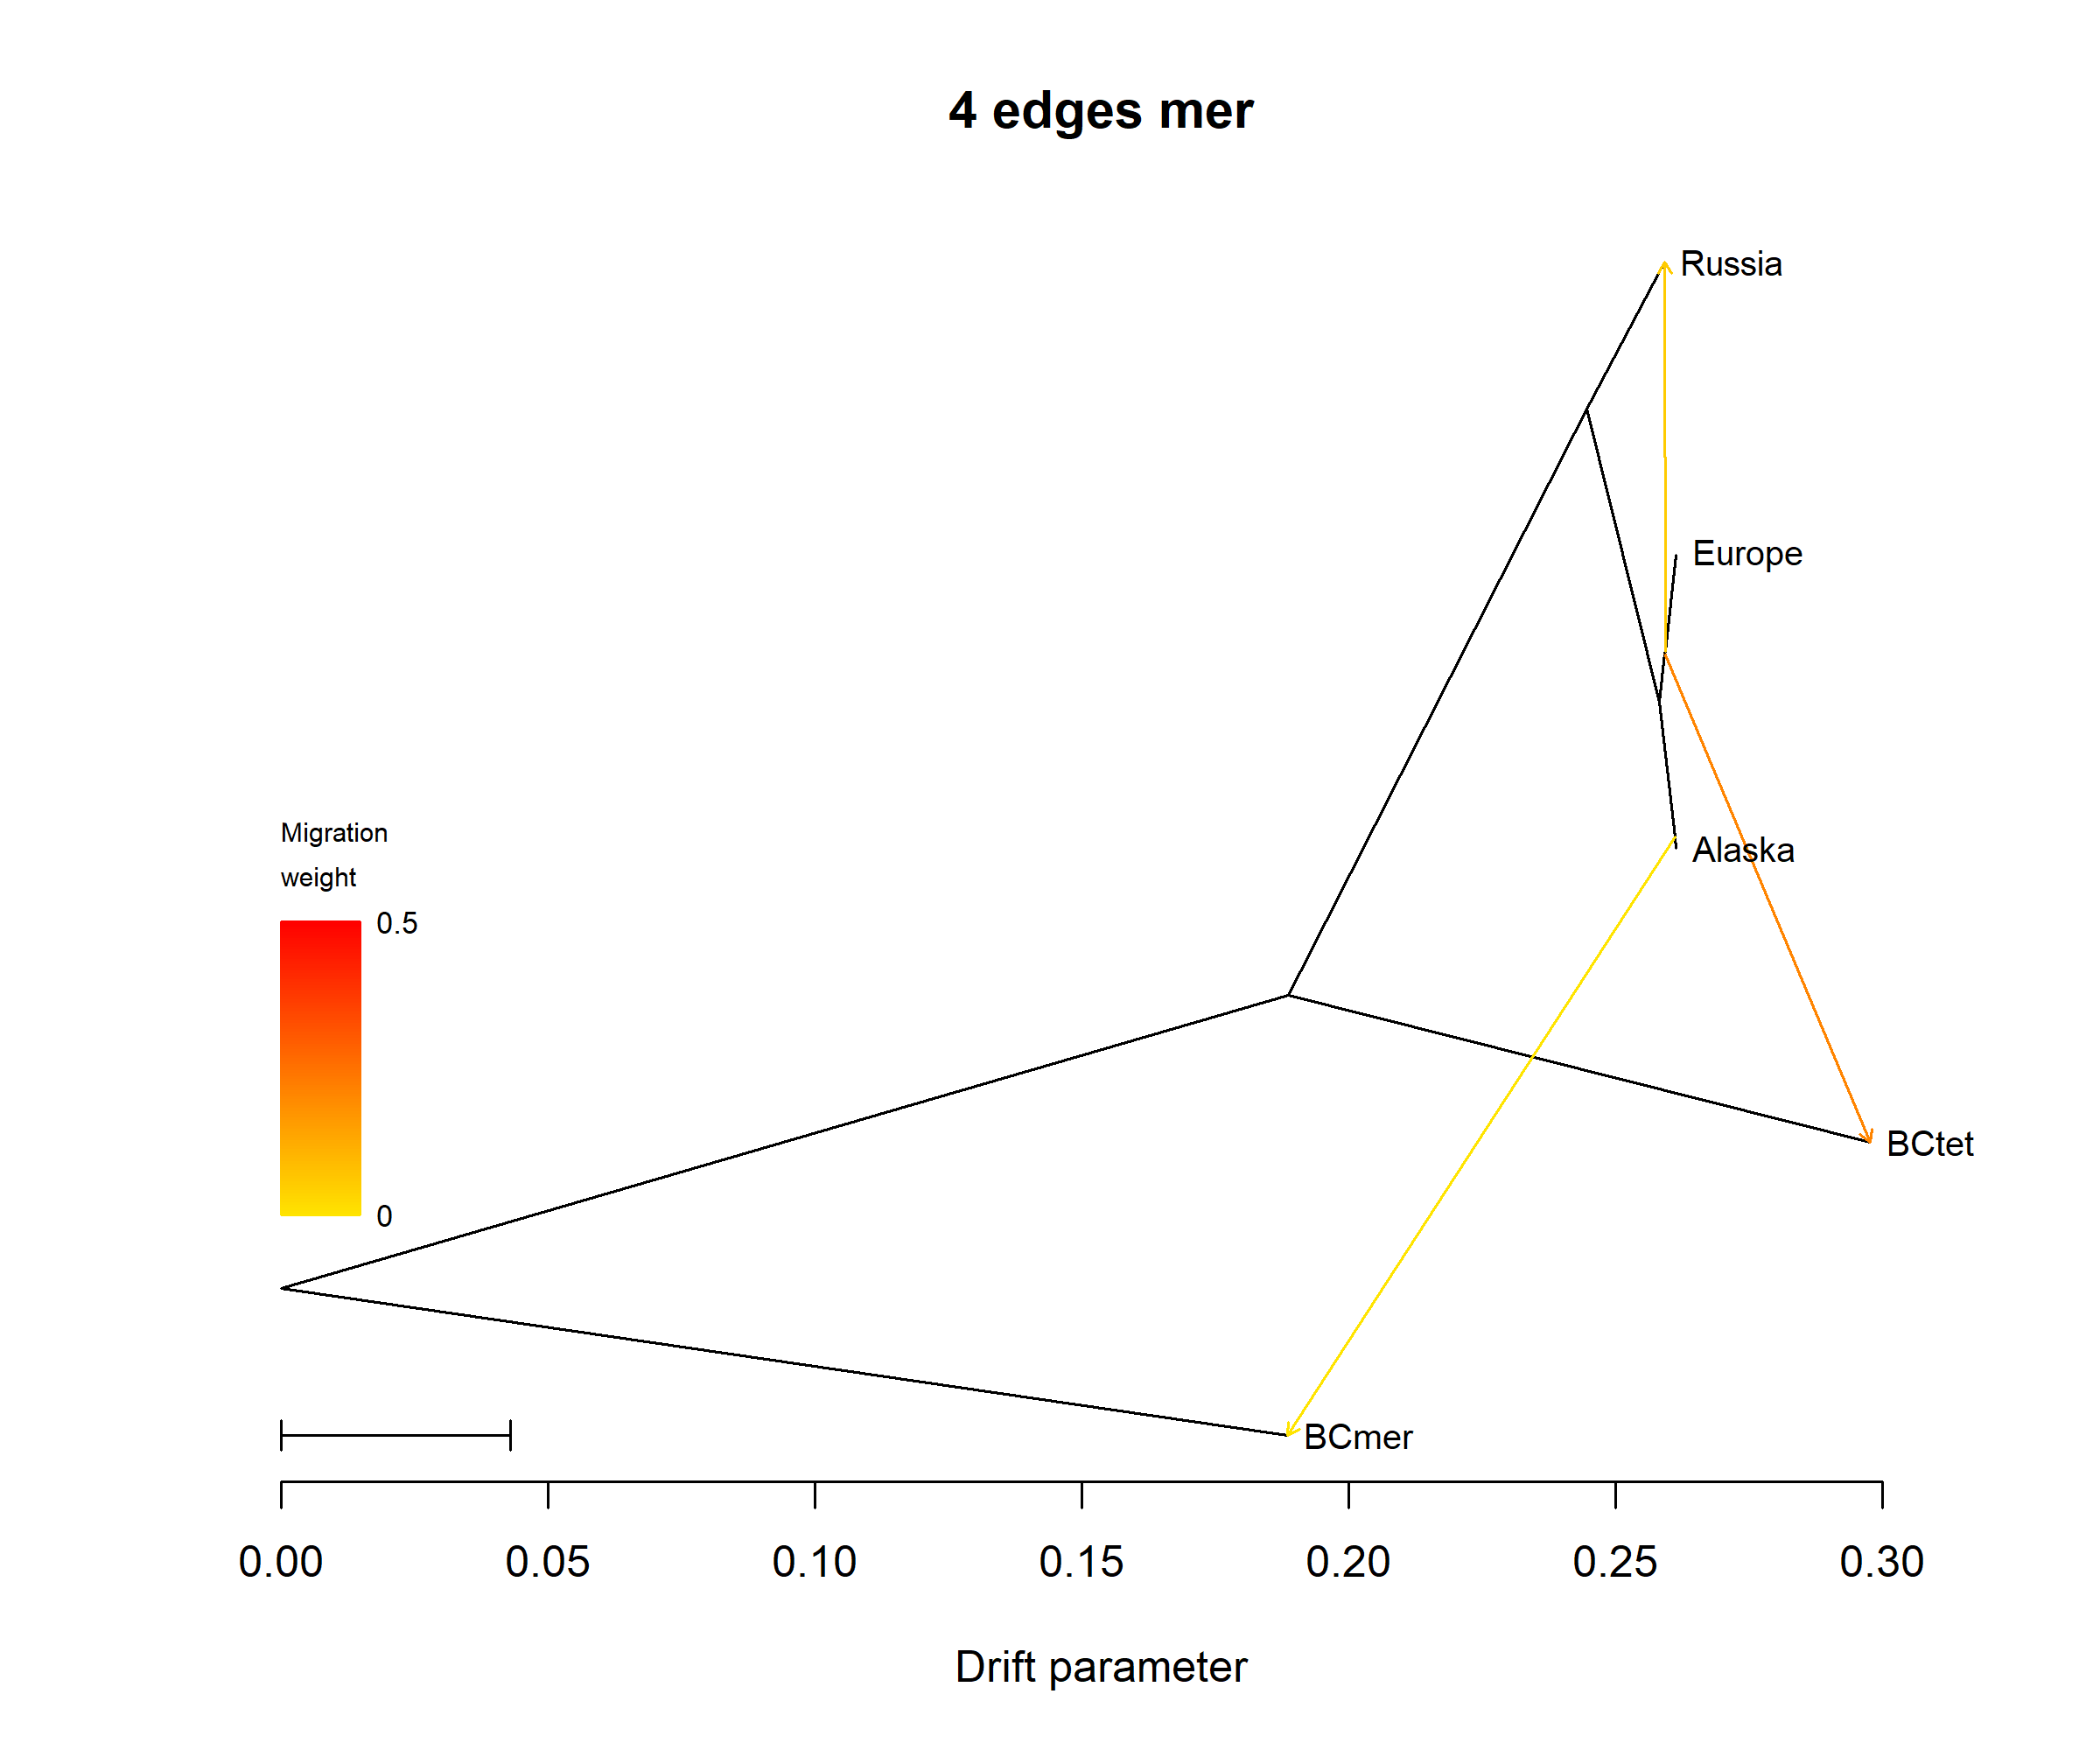 4 edges mer
Russia
Europe
Migration
weight
Alaska
0.5
BCtet
0
BCmer
0.00 0.05 0.10 0.15 0.20 0.25 0.30
Drift parameter